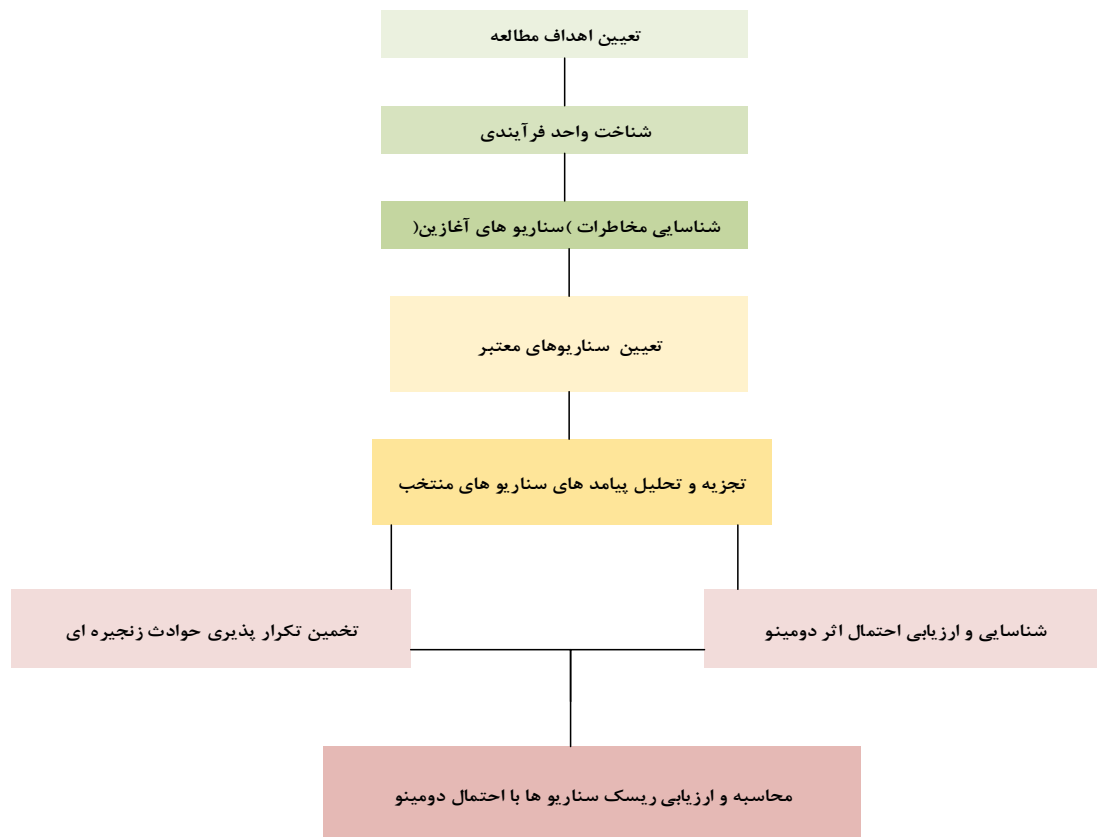 تعیین اهداف مطالعه
شناخت واحد فرآیندی
شناسایی مخاطرات )سناریو های آغازین(
تعیین سناریوهای معتبر
تجزیه و تحلیل پیامد های سناریو های منتخب
شناسایی و ارزیابی احتمال اثر دومینو
تخمین تکرار پذیری حوادث زنجیره ای
محاسبه و ارزیابی ریسک سناریو ها با احتمال دومینو